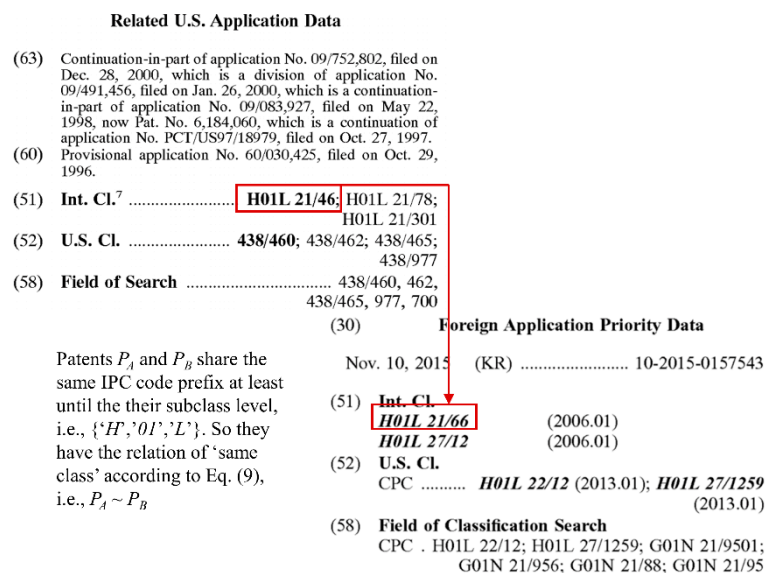 Related U.S. Application Data
(63) Continuation-in-part of application No. 09/752,802, filed on
Dec. 28, 2000, which is a division of application No.
09/491,456, filed on Jan. 26, 2000, which is a continuation-
in-part of application No. 09/083,927, filed on May 22,
1998, now Pat. No. 6,184,060, which is a continuation of
application No. PCT/US97/18979, filed on Oct. 27, 1997.
(60) Provisional application No. 60/030,425, filed on Oct. 29,
1996.
(51) Int. Cl.7 ........................ H01L 21/46; H01L 21/78;
H01L 21/301
(52) U.S. Cl. ....................... 438/460; 438/462; 438/465;
438/977
(58) Field of Search ................................. 438/460, 462,
438/465, 977, 700
Patents PA and PB share the
same IPC code prefix at least
until the their subclass level,
i.e., {‘H’,’01’,’L’}. So they
have the relation of ‘same
class’ according to Eq. (9),
i.e., PA ~ PB
(30) Foreign Application Priority Data
Nov. 10, 2015 (KR) ........................ 10-2015-0157543
(51) Int. Cl.
H01L 21/66 (2006.01)
H01L 27/12 (2006.01)
(52) U.S. Cl.
CPC .......... H01L 22/12 (2013.01); H01L 27/1259
(2013.01)
(58) Field of Classification Search
CPC . H01L 22/12; H01L 27/1259; G01N 21/9501;
G01N 21/956; G01N 21/88; G01N 21/95